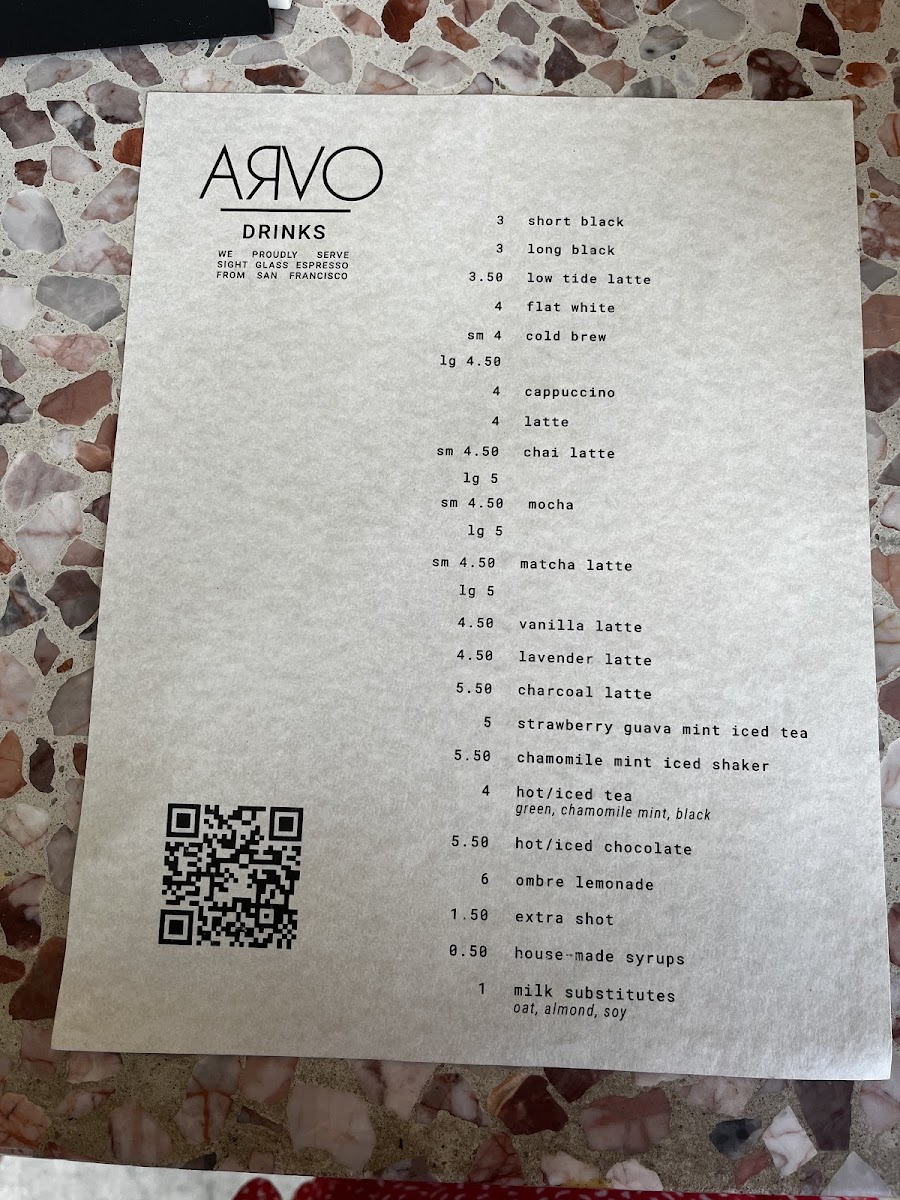 ARVO
DRINKS
WE PROUDLY SERVE
SIGHT GLASS ESPRESSO
FROM SAN FRANCISCO
3 short black
3 long black
3.50 low tide latte
4 flat white
sm 4 cold brew
lg 4.50
4 cappuccino
4 latte
sm 4.50 chai latte
lg 5
sm 4.50 mocha
lg 5
sm 4.50 matcha latte
lg 5
4.50 vanilla latte
4.50 lavender latte
5.50 charcoal latte
5 strawberry guava mint iced tea
5.50 chamomile mint iced shaker
4 hot/iced tea
green, chamomile mint, black
5.50 hot/iced chocolate
6 ombre lemonade
1.50 extra shot
0.50 house-made syrups
1 milk substitutes
oat, almond, soy